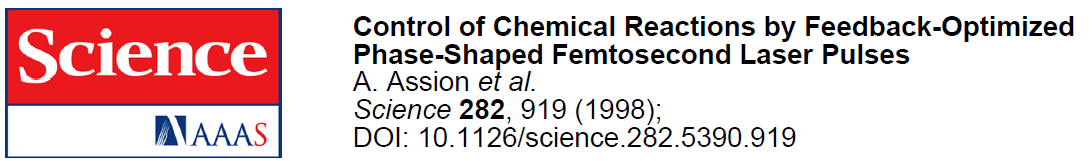 Science
AAAS
Control of Chemical Reactions by Feedback-Optimized
Phase-Shaped Femtosecond Laser Pulses
A. Assion et al.
Science 282, 919 (1998);
DOI: 10.1126/science.282.5390.919